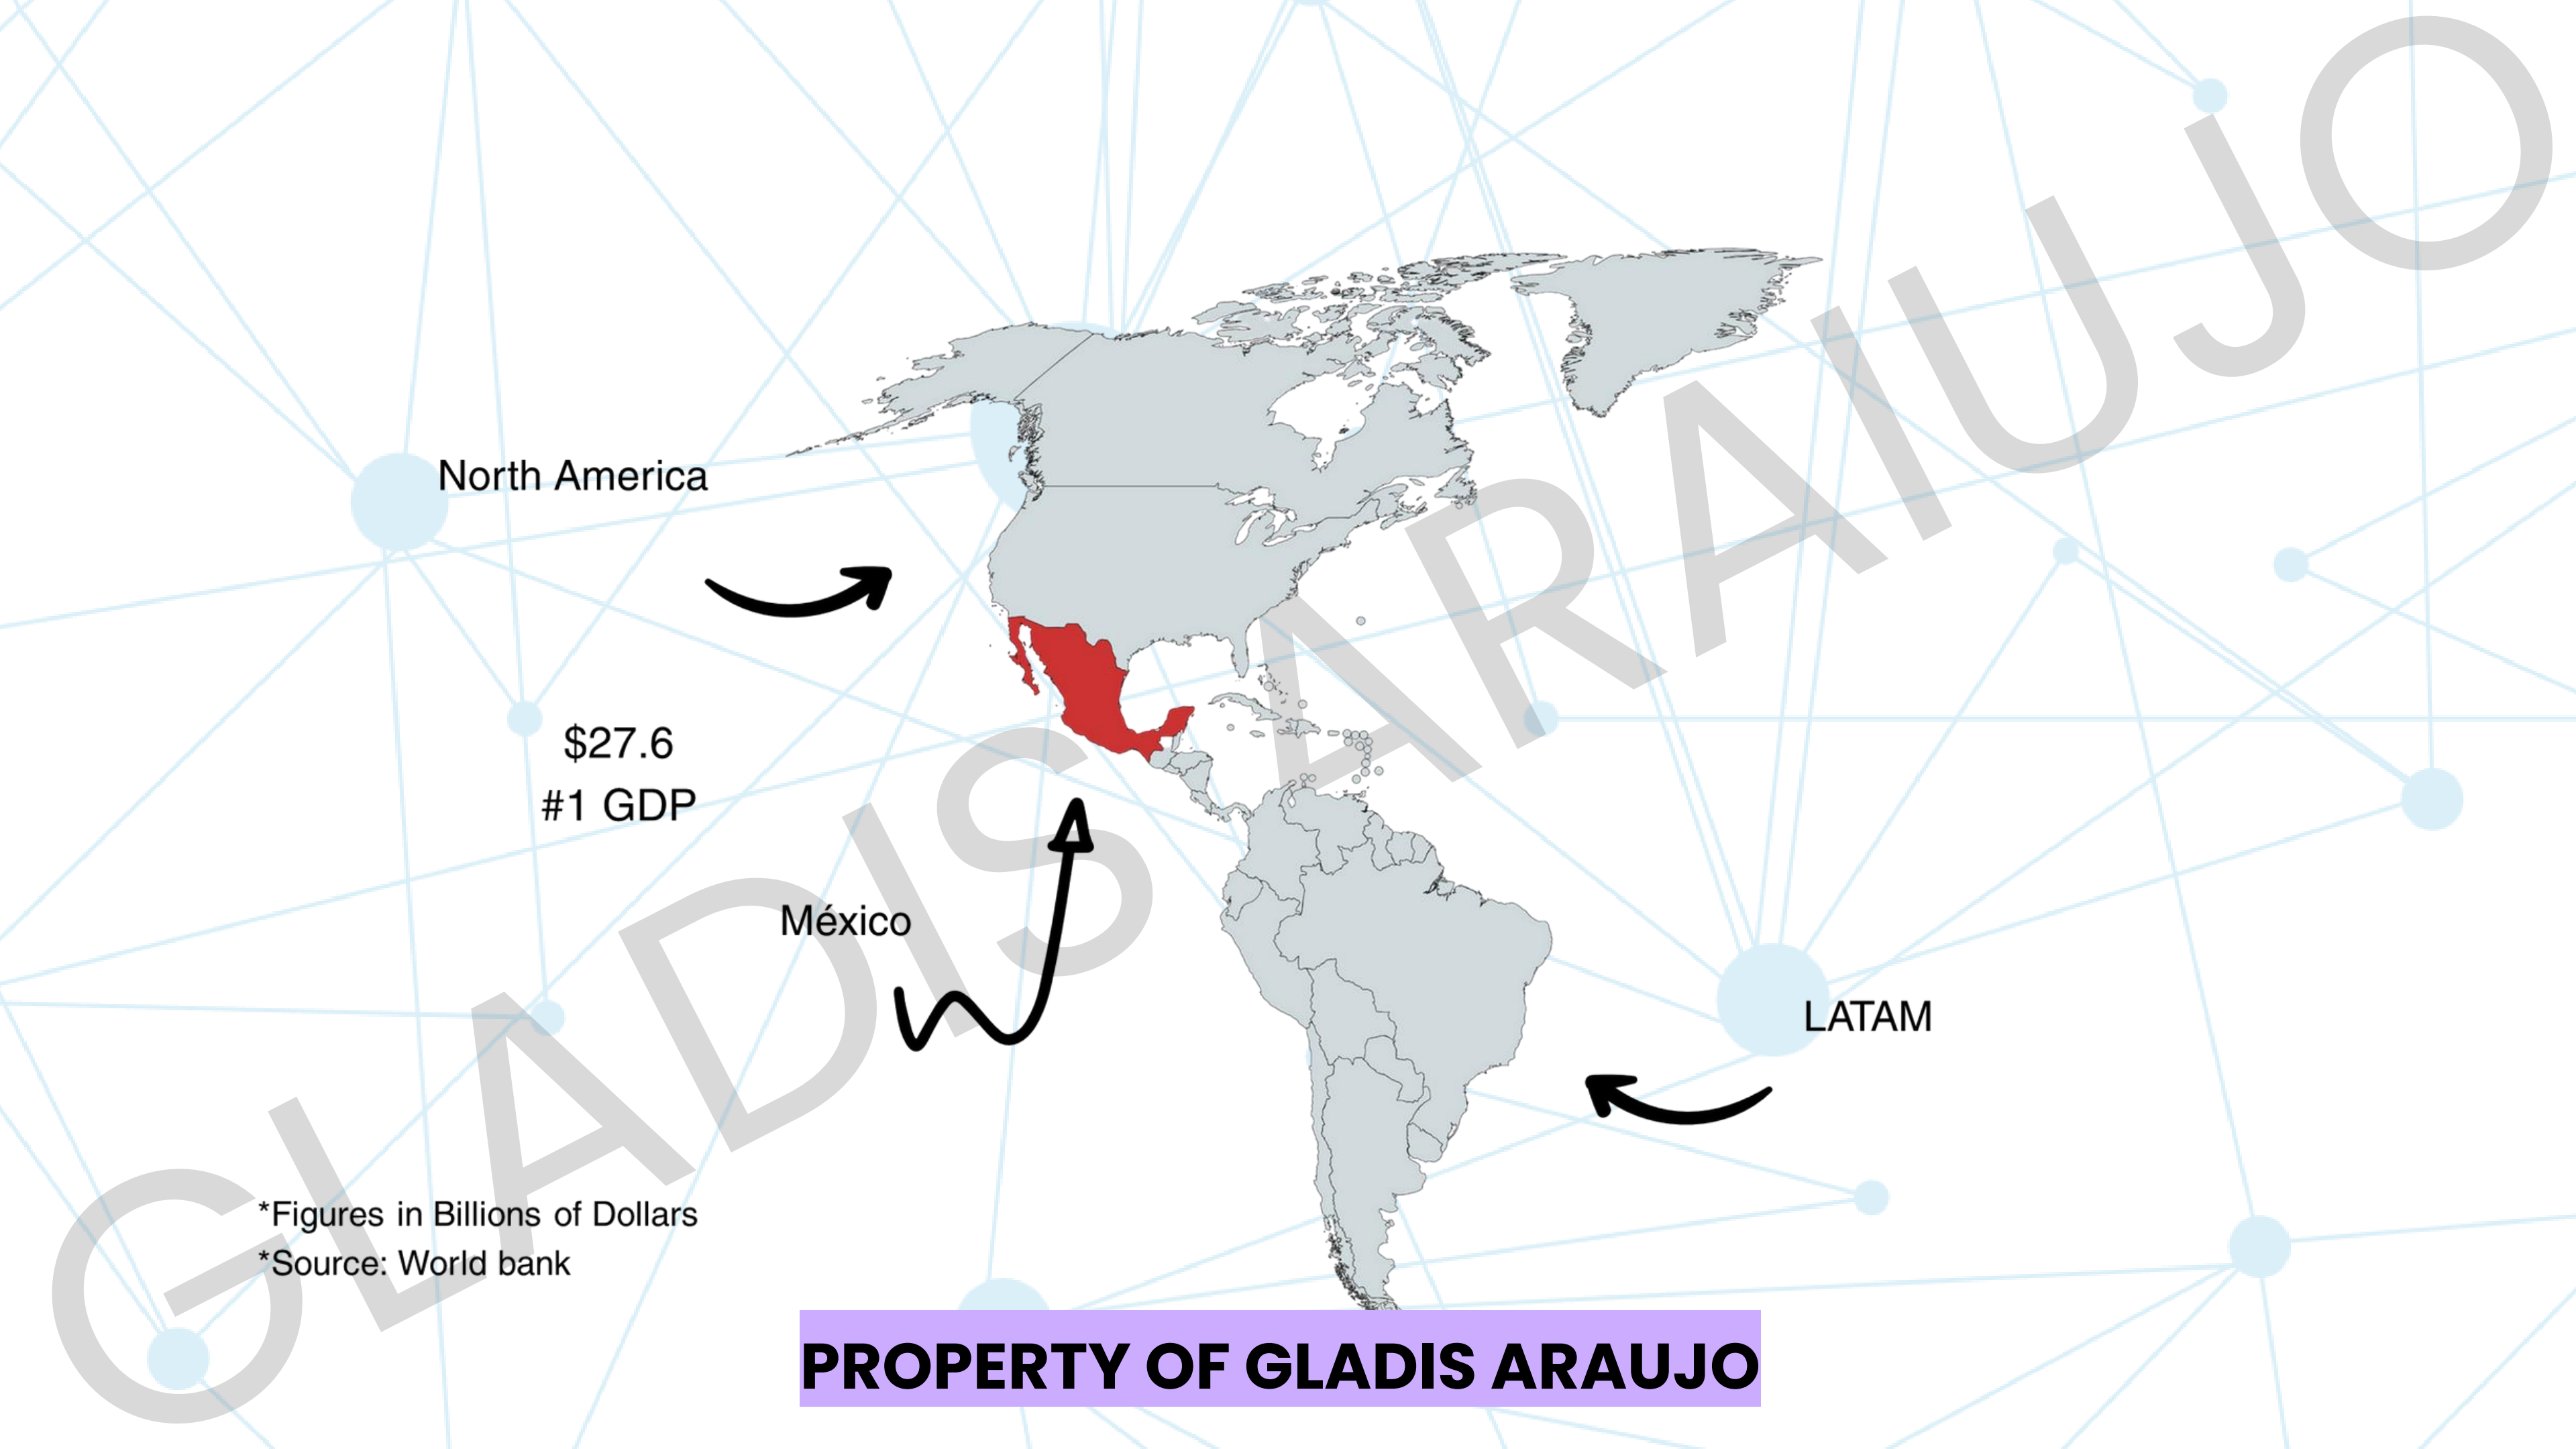 North America
$27.6
#1 GDP
México
LATAM
*Figures in Billions of Dollars
*Source: World bank
GLADIS ARAIUJO
PROPERTY OF GLADIS ARAUJO